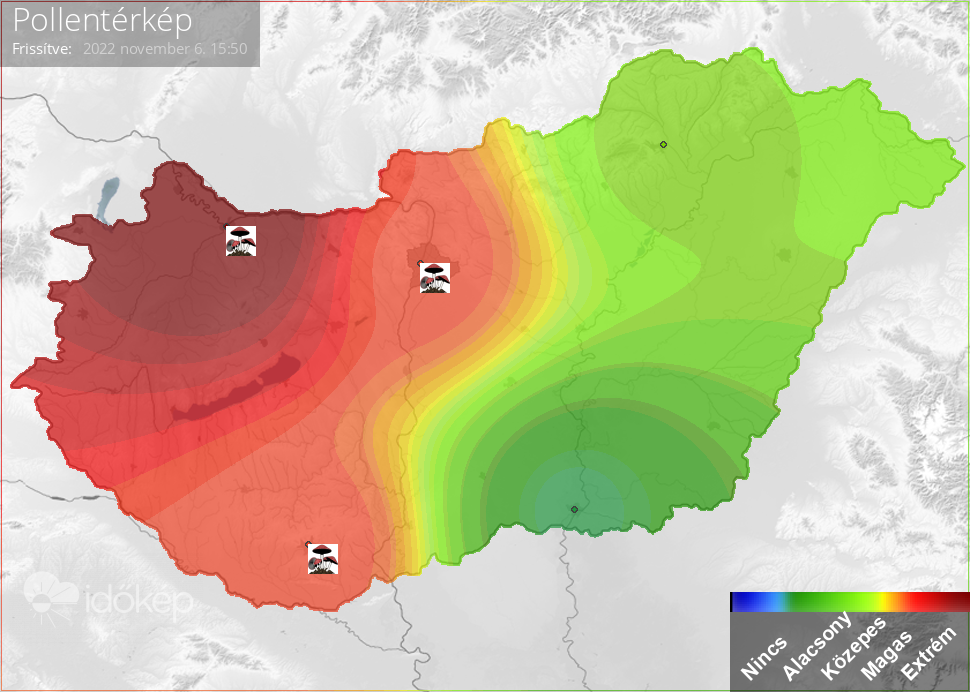 Pollentérkép
Frissítve: 2022 november 6, 15:50
időkép
Nincs
Alacsony
Közepes
Magas
Extrém